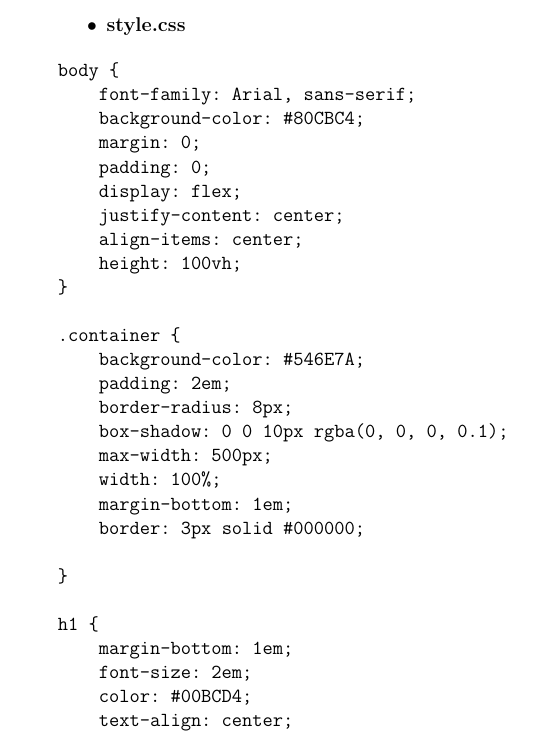 • style.css
body {
    font-family: Arial, sans-serif;
    background-color: #80CBC4;
    margin: 0;
    padding: 0;
    display: flex;
    justify-content: center;
    align-items: center;
    height: 100vh;
}
.container {
    background-color: #546E7A;
    padding: 2em;
    border-radius: 8px;
    box-shadow: 0 0 10px rgba(0, 0, 0, 0.1);
    max-width: 500px;
    width: 100%;
    margin-bottom: 1em;
    border: 3px solid #000000;
}
h1 {
    margin-bottom: 1em;
    font-size: 2em;
    color: #00BCD4;
    text-align: center;